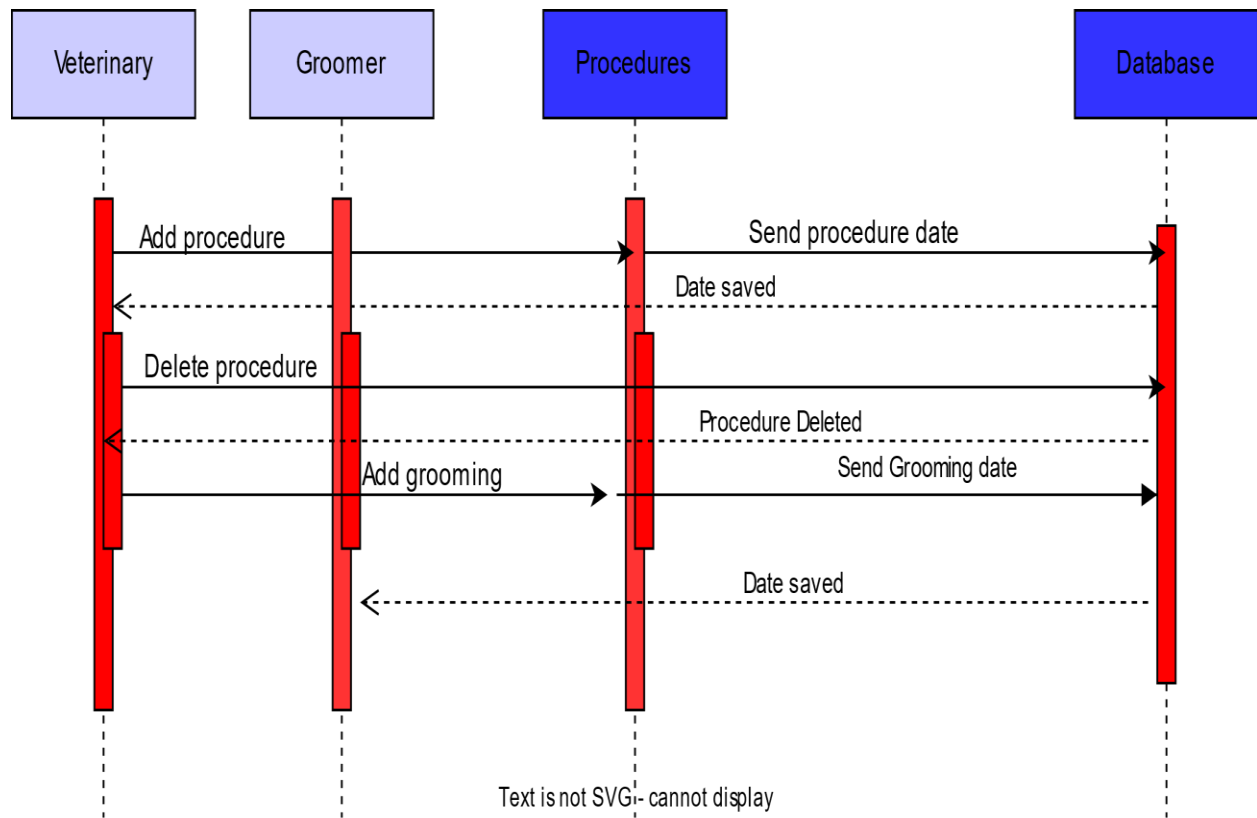 Veterinary
Groomer
Procedures
Database
Add procedure
Send procedure date
Date saved
Delete procedure
Procedure Deleted
Add grooming
Send Grooming date
Date saved
Text is not SVG - cannot display